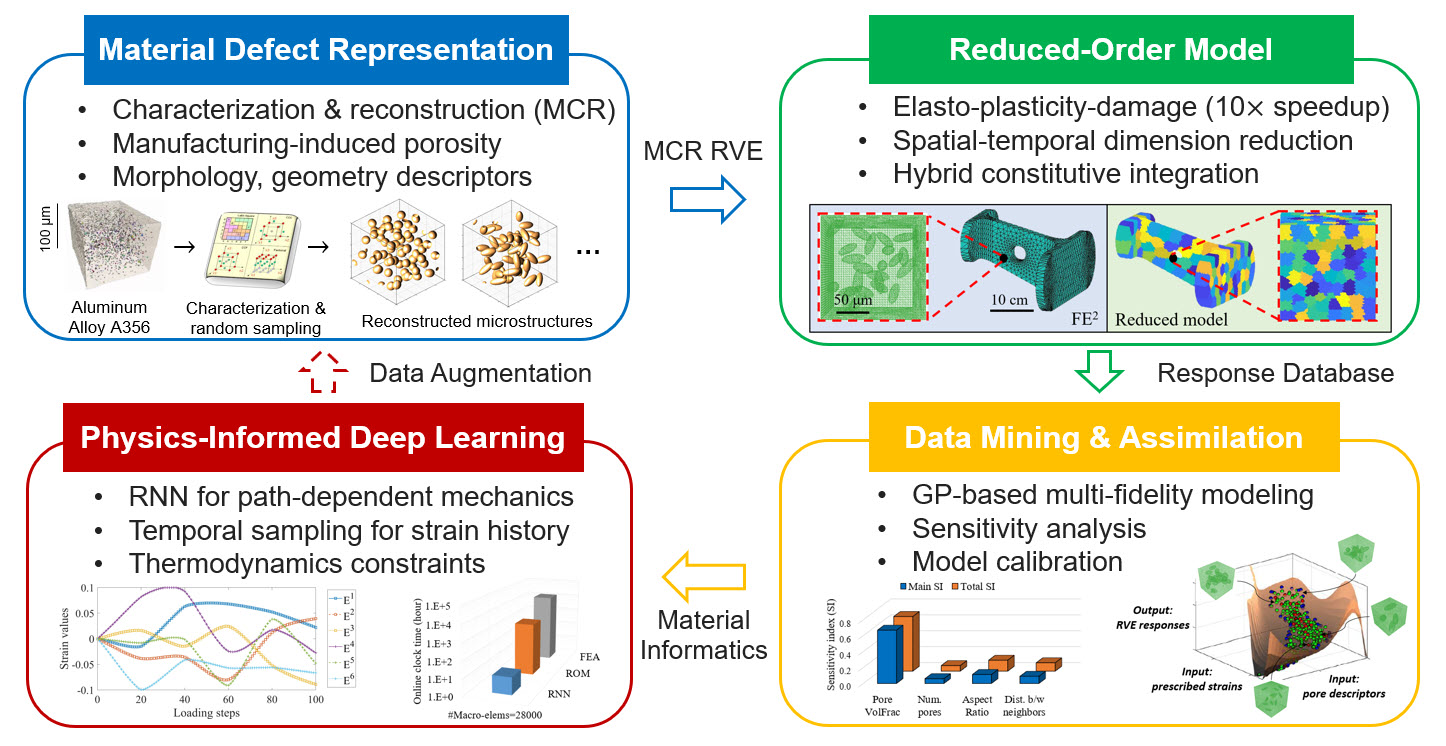 Material Defect Representation
• Characterization & reconstruction (MCR)
• Manufacturing-induced porosity
• Morphology, geometry descriptors
100 μm
Aluminum
Alloy A356
Characterization &
random sampling
Reconstructed microstructures
...
MCR RVE
Reduced-Order Model
• Elasto-plasticity-damage (10× speedup)
• Spatial-temporal dimension reduction
• Hybrid constitutive integration
50 μm
10 cm
FE²
Reduced model
Data Augmentation
Response Database
Physics-Informed Deep Learning
• RNN for path-dependent mechanics
• Temporal sampling for strain history
• Thermodynamics constraints
Strain values
0.1
0.05
0
-0.05
-0.1
0
20
40
60
80
100
Loading steps
E¹
E²
E³
E⁴
E⁵
E⁶
Online clock time (hour)
1.E+5
1.E+4
1.E+3
1.E+2
1.E+1
1.E+0
FEA
ROM
RNN
#Macro-elems=28000
Material
Informatics
Data Mining & Assimilation
• GP-based multi-fidelity modeling
• Sensitivity analysis
• Model calibration
Main SI
Total SI
Sensitivity index (SI)
0.8
0.6
0.4
0.2
0.0
Pore
VolFrac
Num.
pores
Aspect
Ratio
Dist. b/w
neighbors
Output:
RVE responses
Input:
prescribed strains
Input:
pore descriptors